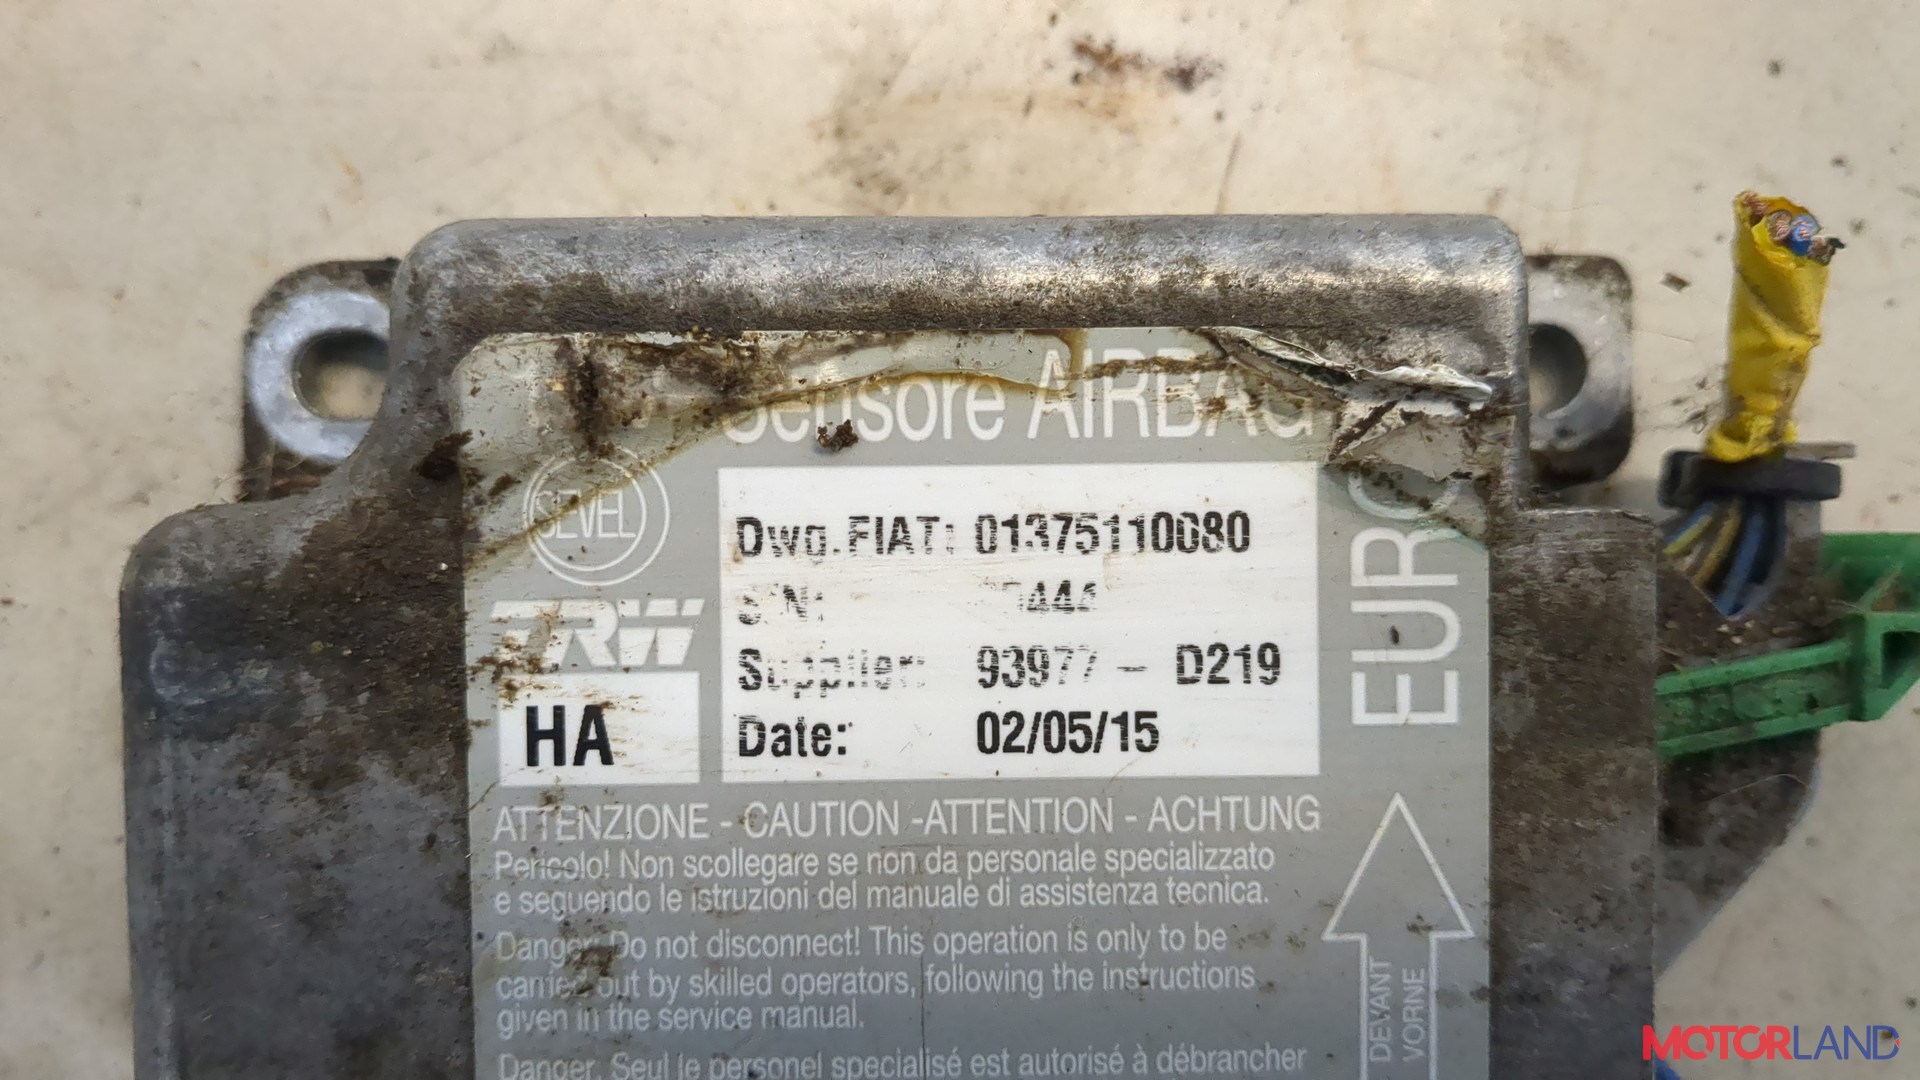 Sensore AIRBAG
SEVEL
EURO
Dwg.FIAT: 01375110080
S/N:
TRW
Supplier: 93977 - D219
HA
Date: 02/05/15
ATTENZIONE - CAUTION -ATTENTION - ACHTUNG
Pericolo! Non scollegare se non da personale specializzato
e seguendo le istruzioni del manuale di assistenza tecnica.
Danger. Do not disconnect! This operation is only to be
carried out by skilled operators, following the instructions
given in the service manual.
Danger. Seul le personel specialisé est autorisé à débrancher
DEVANT
VORNE
MOTORLAND